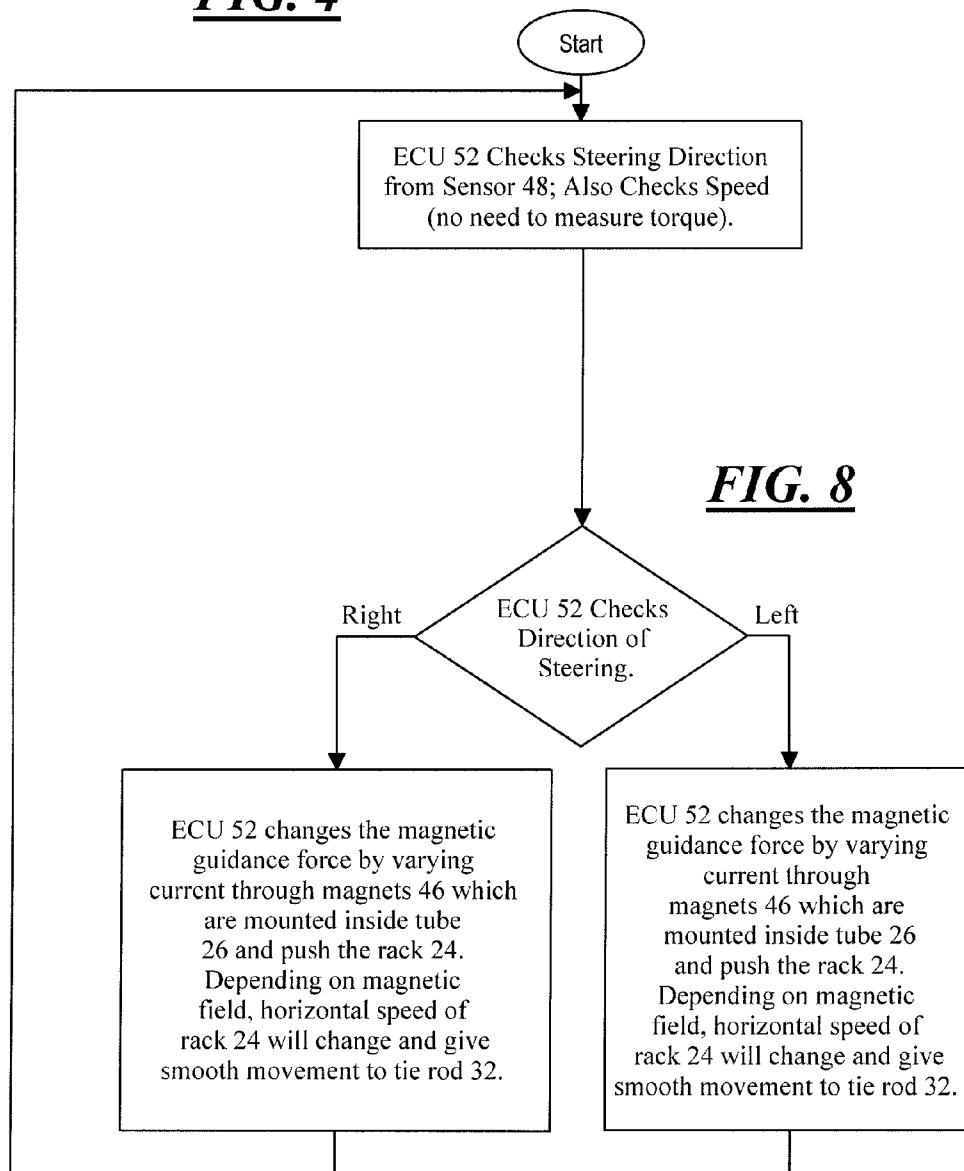 FIG. 4
Start
ECU 52 Checks Steering Direction
from Sensor 48; Also Checks Speed
(no need to measure torque).
FIG. 8
Right
ECU 52 Checks
Direction of
Steering.
Left
ECU 52 changes the magnetic
guidance force by varying
current through magnets 46 which
are mounted inside tube
26 and push the rack 24.
Depending on magnetic
field, horizontal speed of
rack 24 will change and give
smooth movement to tie rod 32.
ECU 52 changes the magnetic
guidance force by varying
current through
magnets 46 which are
mounted inside tube 26
and push the rack 24.
Depending on magnetic
field, horizontal speed of
rack 24 will change and give
smooth movement to tie rod 32.